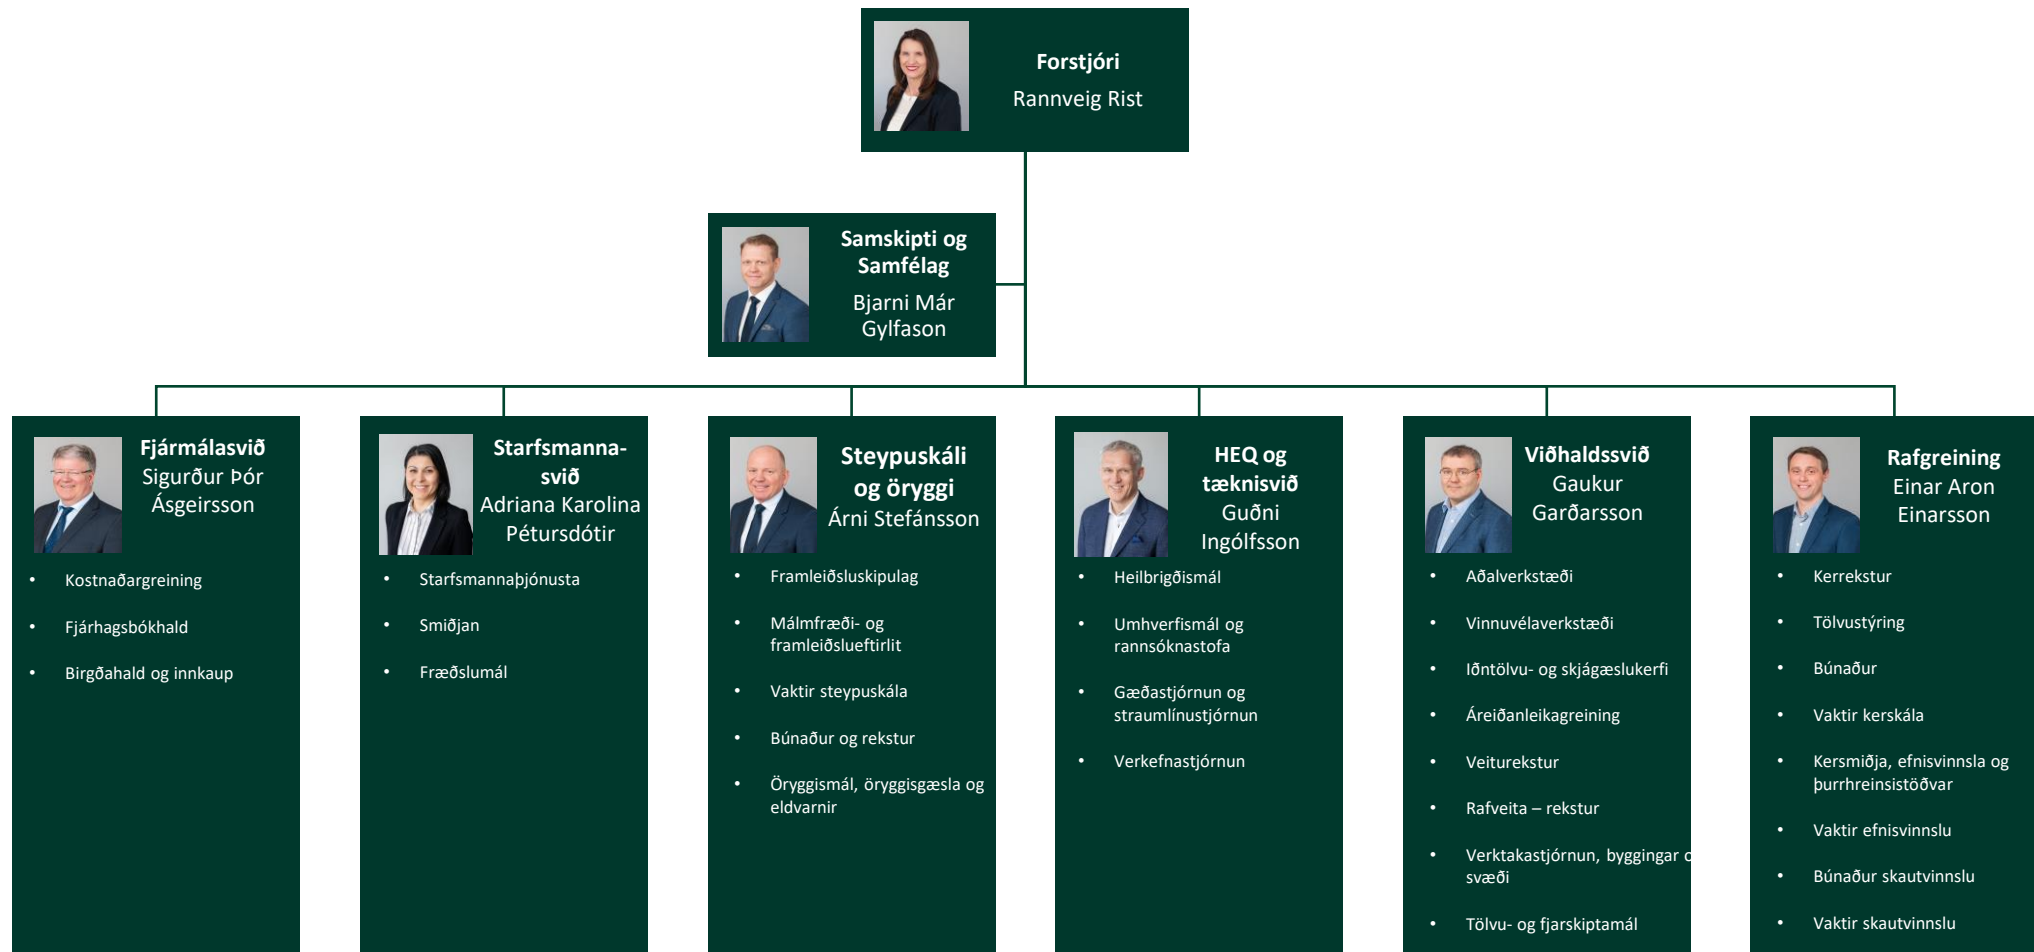 Forstjóri
Rannveig Rist
Samskipti og
Samfélag
Bjarni Már
Gylfason
Fjármálasvið
Sigurður Þór
Ásgeirsson
• Kostnaðargreining
• Fjárhagsbókhald
• Birgðahald og innkaup
Starfsmanna-
svið
Adriana Karolina
Pétursdótir
• Starfsmannaþjónusta
• Smiðjan
• Fræðslumál
Steypuskáli
og öryggi
Árni Stefánsson
• Framleiðsluskipulag
• Málmfræði- og
framleiðslueftirlit
• Vaktir steypuskála
• Búnaður og rekstur
• Öryggismál, öryggisgæsla og
eldvarnir
HEQ og
tæknisvið
Guðni
Ingólfsson
• Heilbrigðismál
• Umhverfismál og
rannsóknastofa
• Gæðastjórnun og
straumlínustjórnun
• Verkefnastjórnun
Viðhaldssvið
Gaukur
Garðarsson
• Aðalverkstæði
• Vinnuvélaverkstæði
• Iðntölvu- og skjágæslukerfi
• Áreiðanleikagreining
• Veiturekstur
• Rafveita – rekstur
• Verktakastjórnun, byggingar
svæði
• Tölvu- og fjarskiptamál
Rafgreining
Einar Aron
Einarsson
• Kerrekstur
• Tölvustýring
• Búnaður
• Vaktir kerskála
• Kersmiðja, efnisvinnsla og
þurrhreinsistöðvar
• Vaktir efnisvinnslu
• Búnaður skautvinnslu
• Vaktir skautvinnslu